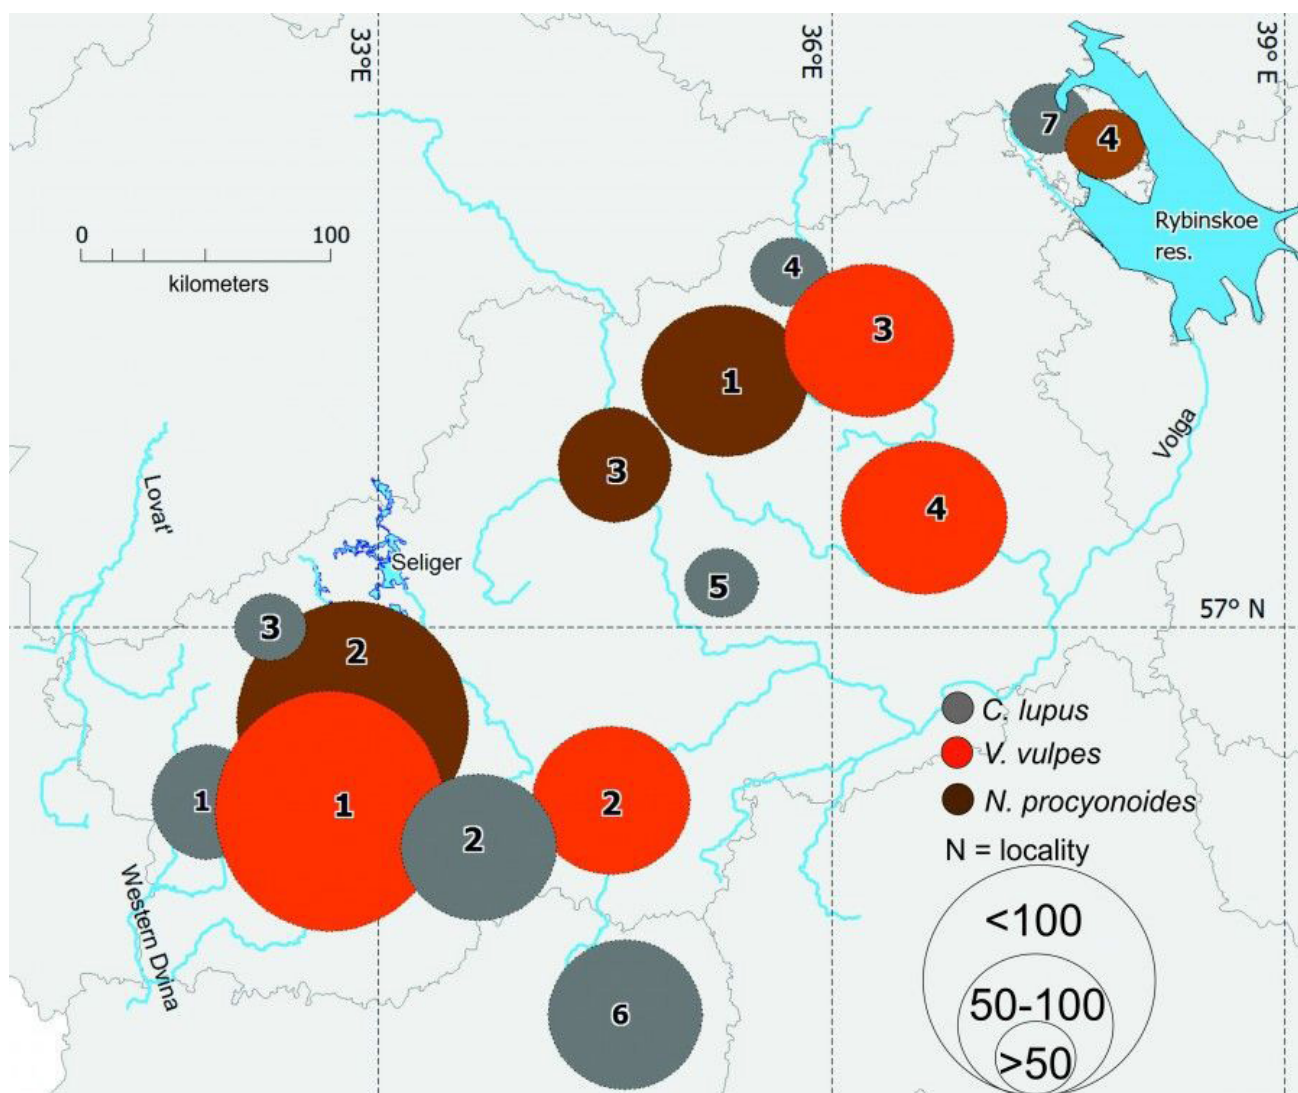 33°E
36°E
39° E
7
4
0 100
kilometers
4
Rybinskoe
res.
3
1
3
4
Volga
Lovat'
Seliger
5
57° N
3
2
1
1
2
2
C. lupus
V. vulpes
N. procyonoides
N = locality
Western Dvina
<100
50-100
>50
6